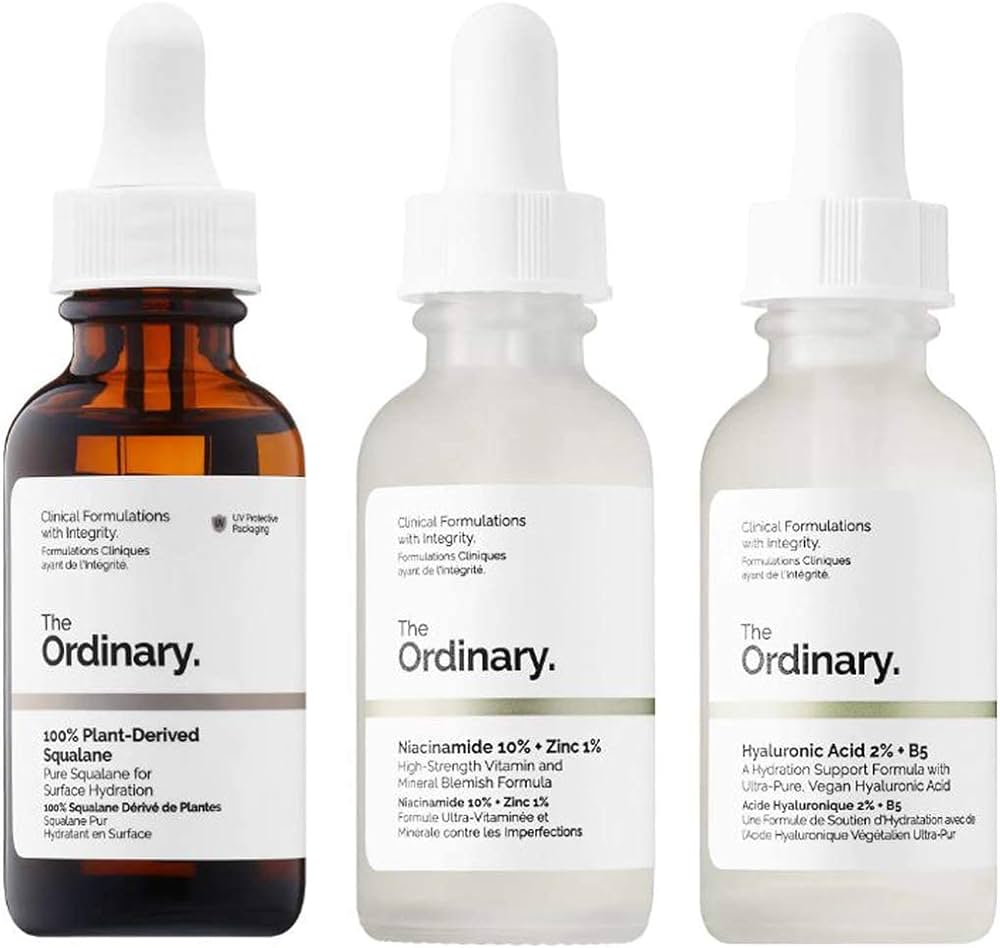 Clinical Formulations
with Integrity.
Formulations Cliniques
ayant de l'Intégrité.
UV
UV Protective
Packaging
The
Ordinary.
100% Plant-Derived
Squalane
Pure Squalane for
Surface Hydration
100% Squalane Dérivé de Plantes
Squalane Pur
Hydratant en Surface
Clinical Formulations
with Integrity.
Formulations Cliniques
ayant de l'Intégrité.
The
Ordinary.
Niacinamide 10% + Zinc 1%
High-Strength Vitamin and
Mineral Blemish Formula
Niacinamide 10% + Zinc 1%
Formule Ultra-Vitaminée et
Minérale contre les Imperfections
Clinical Formulations
with Integrity.
Formulations Cliniques
ayant de l'Intégrité.
The
Ordinary.
Hyaluronic Acid 2% + B5
A Hydration Support Formula with
Ultra-Pure, Vegan Hyaluronic Acid
Acide Hyaluronique 2% + B5
Une Formule de Soutien d'Hydratation avec de
l'Acide Hyaluronique Végétalien Ultra-Pur